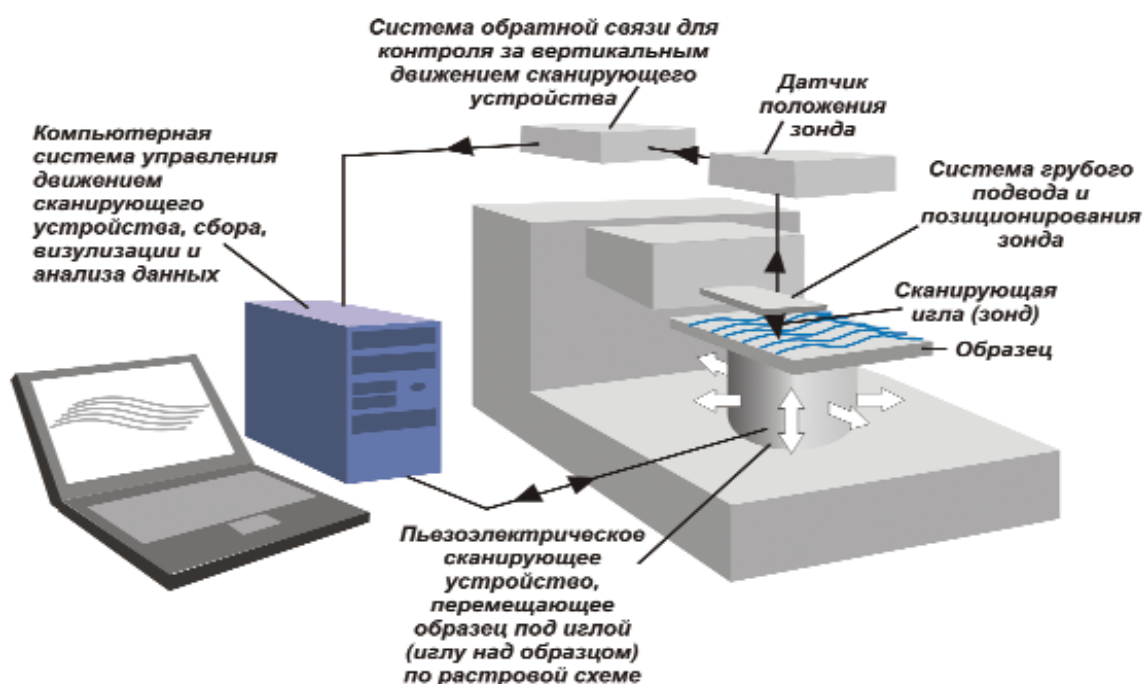 Система обратной связи для
контроля за вертикальным
движением сканирующего
устройства
Датчик
положения
зонда
Компьютерная
система управления
движением
сканирующего
устройства, сбора,
визулизации и
анализа данных
Система грубого
подвода и
позиционирования
зонда
Сканирующая
игла (зонд)
Образец
Пьезоэлектрическое
сканирующее
устройство,
перемещающее
образец под иглой
(иглу над образцом)
по растровой схеме